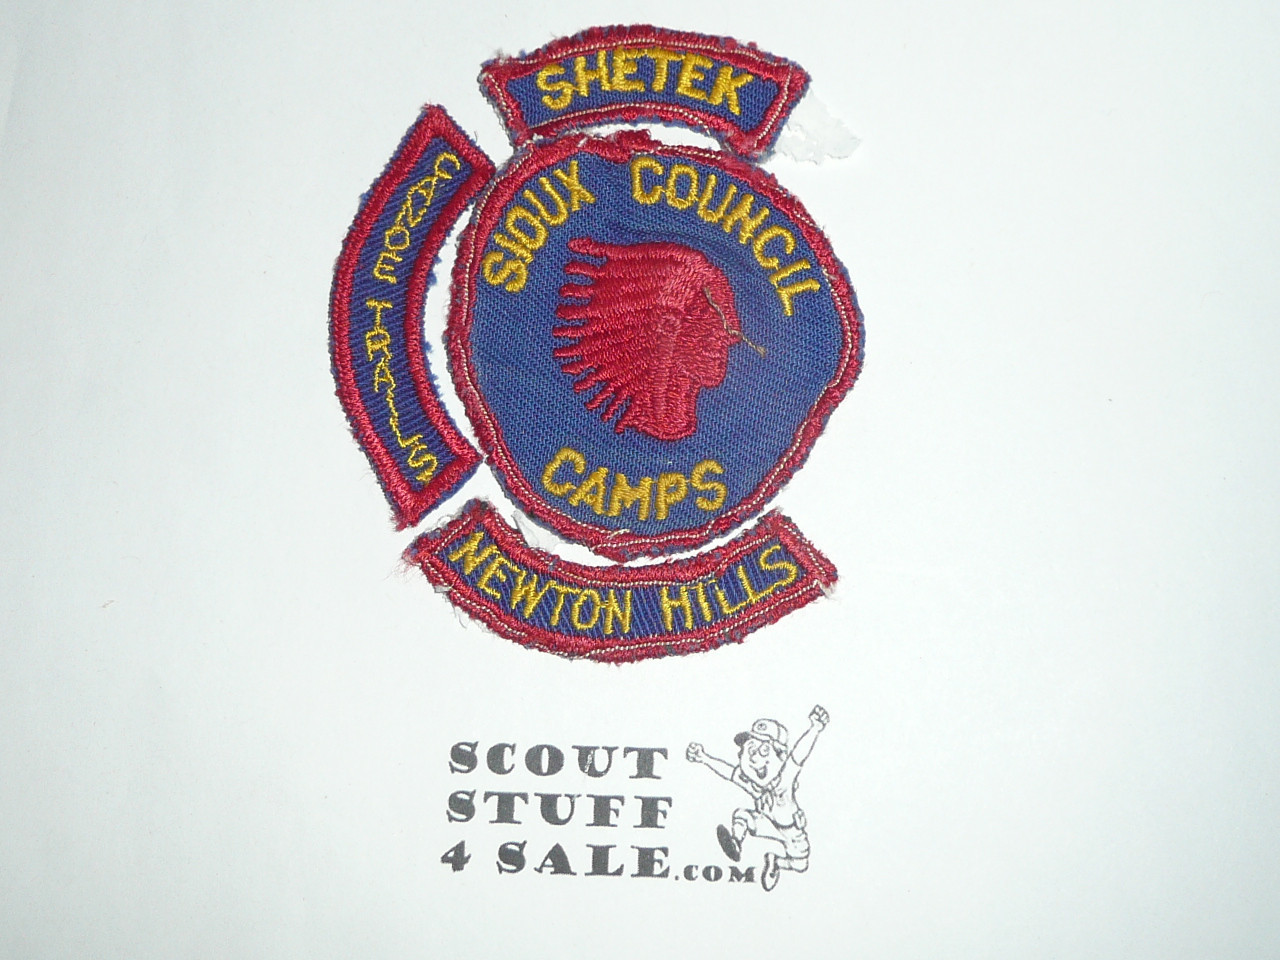 SHETEK
CANOE TRAILS
SIOUX COUNCIL
CAMPS
NEWTON HILLS
SCOUT
STUFF
4 SALE.COM